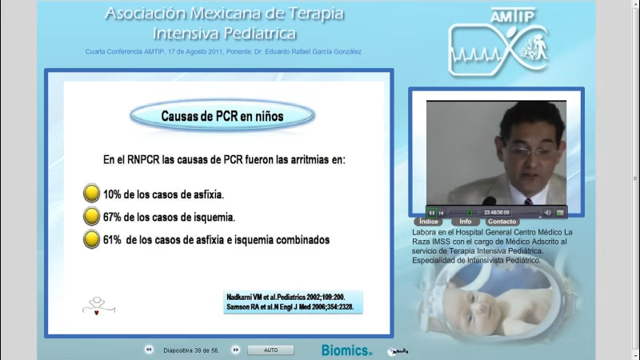 Asociación Mexicana de Terapia
Intensiva Pediatrica
Cuarta Conferencia AMTIP, 17 de Agosto 2011, Ponente: Dr. Eduardo Rafael García González.
AMTIP
Causas de PCR en niños
En el RNPCR las causas de PCR fueron las arritmias en:
10% de los casos de asfixia.
67% de los casos de isquemia.
61% de los casos de asfixia e isquemia combinados
Nadkarni VM et al.Pediatrics 2002;109:200.
Samson RA et al.N Engl J Med 2006;354:2328.
23:46/36:09
Índice Info Contacto
Labora en el Hospital General Centro Médico La
Raza IMSS con el cargo de Médico Adscrito al
servicio de Terapia Intensiva Pediátrica.
Especialidad de Intensivista Pediátrico.
Diapositiva 39 de 56.
AUTO
Biomics